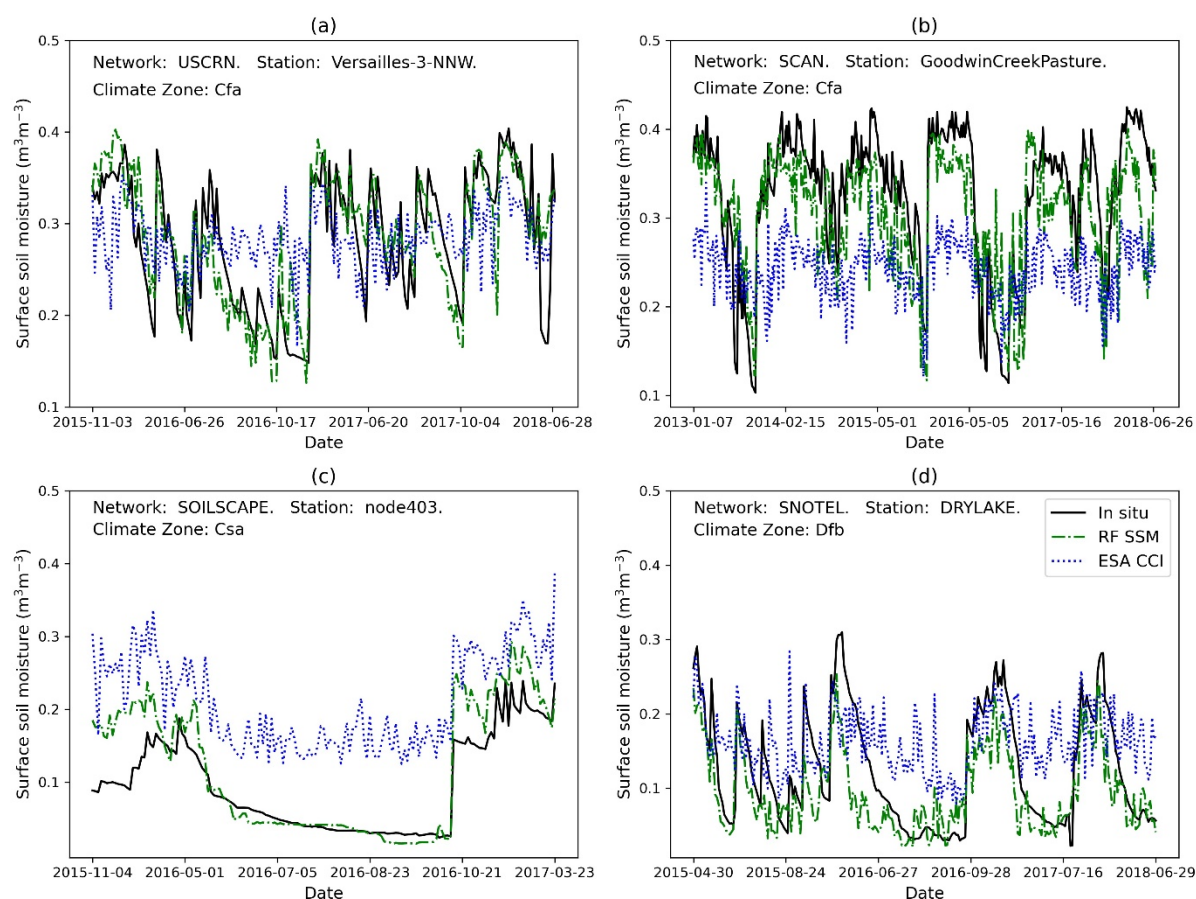 (a)
Network: USCRN. Station: Versailles-3-NNW.
Climate Zone: Cfa
Surface soil moisture (m³m⁻³)
0.5
0.4
0.3
0.2
0.1
2015-11-03 2016-06-26 2016-10-17 2017-06-20 2017-10-04 2018-06-28
Date
(b)
Network: SCAN. Station: GoodwinCreekPasture.
Climate Zone: Cfa
Surface soil moisture (m³m⁻³)
0.5
0.4
0.3
0.2
0.1
2013-01-07 2014-02-15 2015-05-01 2016-05-05 2017-05-16 2018-06-26
Date
(c)
Network: SOILSCAPE. Station: node403.
Climate Zone: Csa
Surface soil moisture (m³m⁻³)
0.5
0.4
0.3
0.2
0.1
2015-11-04 2016-05-01 2016-07-05 2016-08-23 2016-10-21 2017-03-23
Date
(d)
Network: SNOTEL. Station: DRYLAKE.
Climate Zone: Dfb
In situ
RF SSM
ESA CCI
Surface soil moisture (m³m⁻³)
0.5
0.4
0.3
0.2
0.1
2015-04-30 2015-08-24 2016-06-27 2016-09-28 2017-07-16 2018-06-29
Date